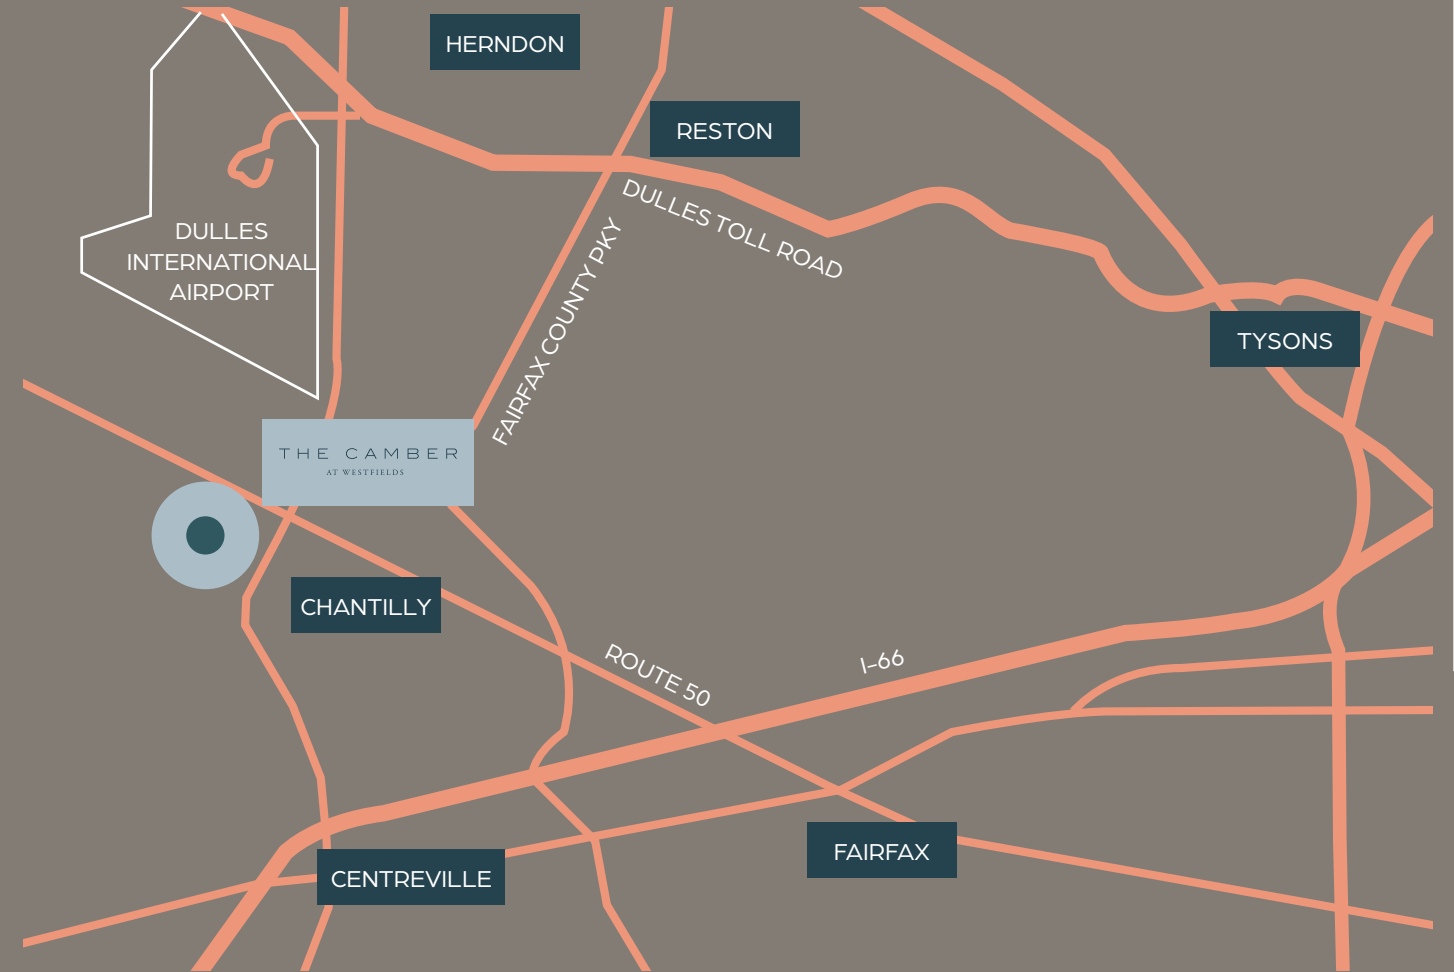 HERNDON
RESTON
DULLES TOLL ROAD
FAIRFAX COUNTY PKY
DULLES
INTERNATIONAL
AIRPORT
TYSONS
THE CAMBER
AT WESTFIELDS
CHANTILLY
ROUTE 50
I-66
FAIRFAX
CENTREVILLE